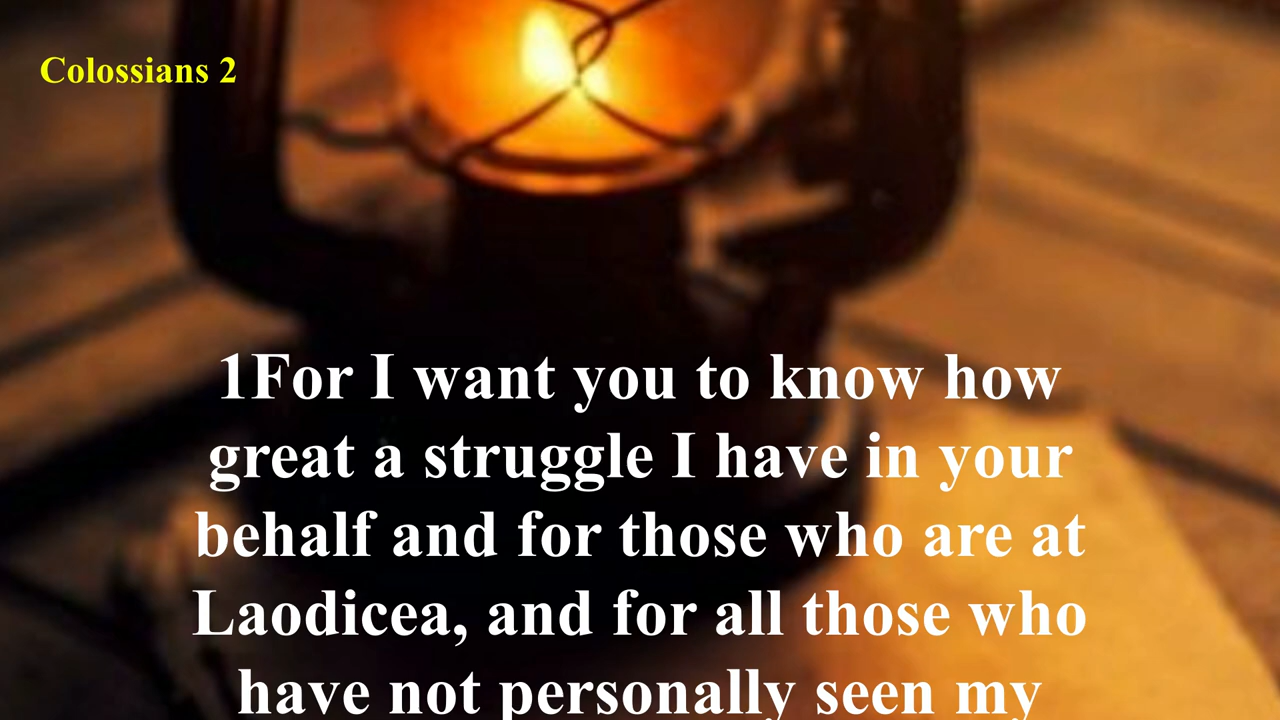 Colossians 2
1For I want you to know how
great a struggle I have in your
behalf and for those who are at
Laodicea, and for all those who
have not personally seen my